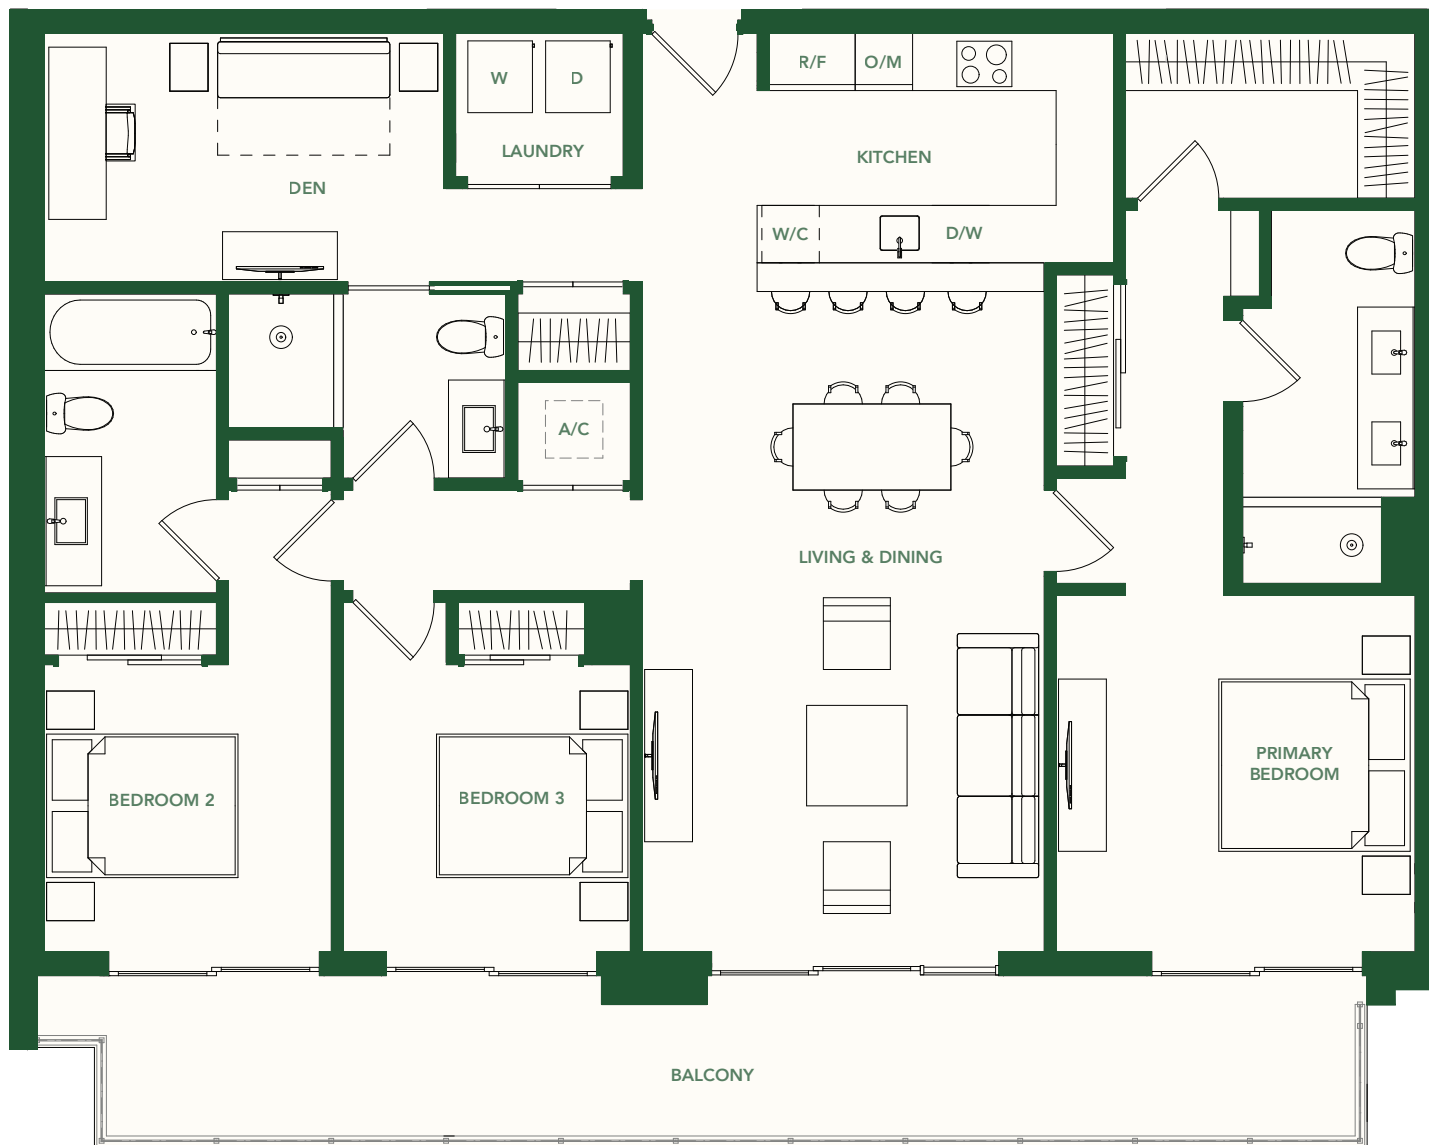 R/F
O/M
W
D
LAUNDRY
KITCHEN
DEN
W/C
D/W
A/C
LIVING & DINING
PRIMARY
BEDROOM
BEDROOM 2
BEDROOM 3
BALCONY